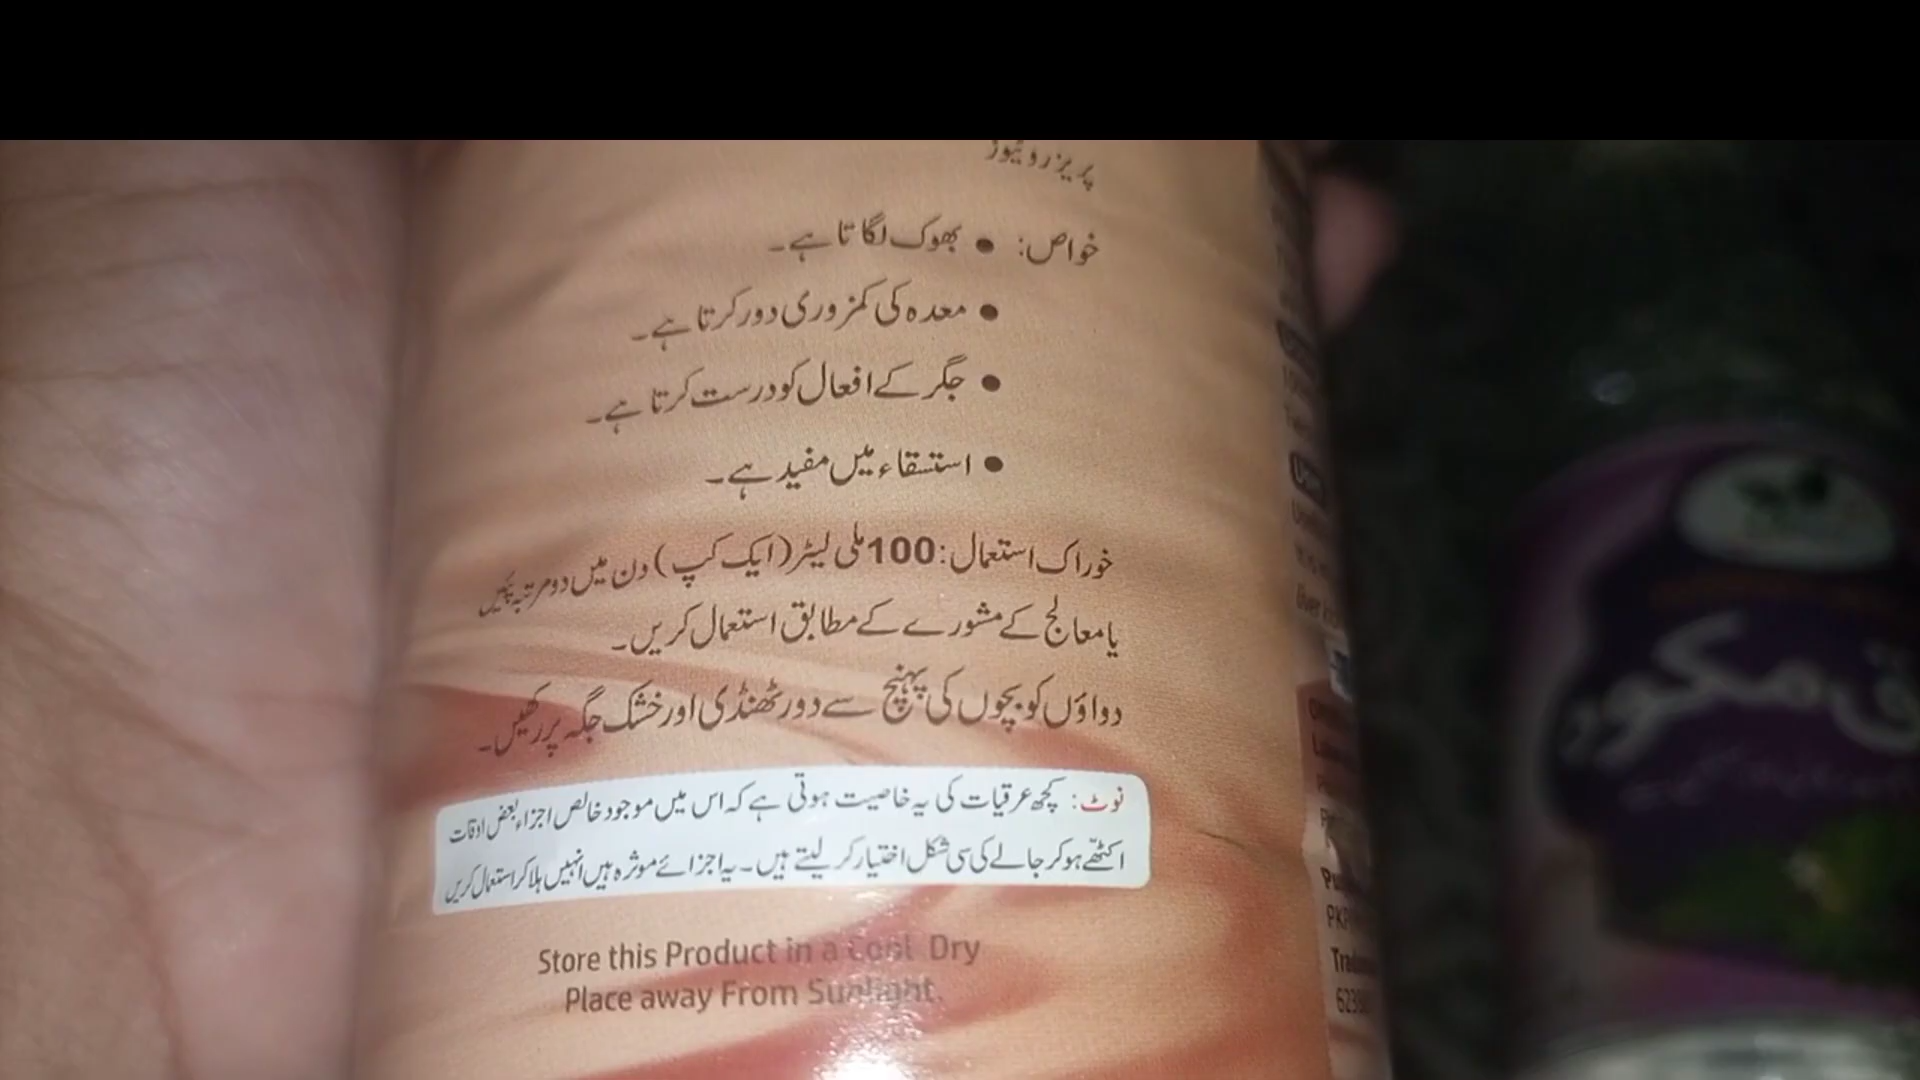 پریزرویٹیوز
خواص: • بھوک لگاتا ہے۔
• معدہ کی کمزوری دور کرتا ہے۔
• جگر کے افعال کو درست کرتا ہے۔
• استسقاء میں مفید ہے۔
خوراک استعمال: 100 ملی لیٹر (ایک کپ) دن میں دو مرتبہ پئیں
یا معالج کے مشورے کے مطابق استعمال کریں۔
دواؤں کو بچوں کی پہنچ سے دور ٹھنڈی اور خشک جگہ پر رکھیں۔
نوٹ: کچھ عرقیات کی یہ خاصیت ہوتی ہے کہ اس میں موجود خالص اجزاء بعض اوقات
اکٹھے ہو کر جالے کی سی شکل اختیار کر لیتے ہیں۔ یہ اجزائے موثرہ ہیں انہیں ہلا کر استعمال کریں
Store this Product in a Cool Dry
Place away From Sunlight.